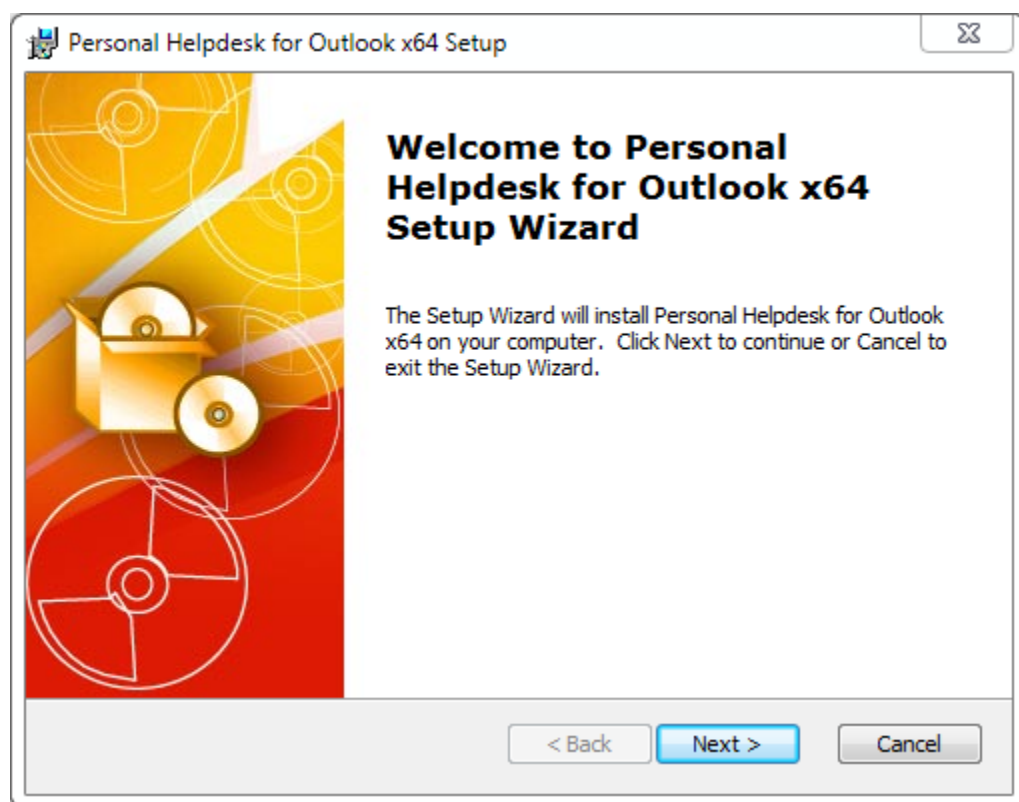 Personal Helpdesk for Outlook x64 Setup
Welcome to Personal
Helpdesk for Outlook x64
Setup Wizard
The Setup Wizard will install Personal Helpdesk for Outlook
x64 on your computer.  Click Next to continue or Cancel to
exit the Setup Wizard.
< Back
Next >
Cancel